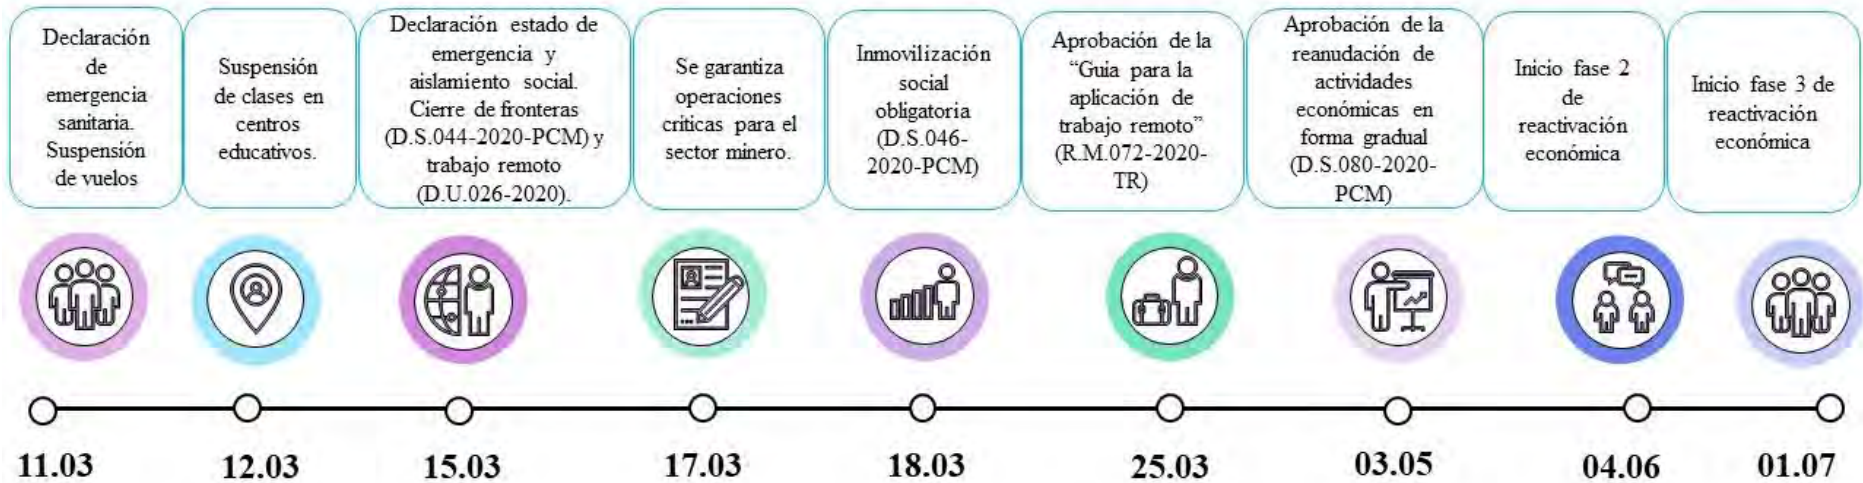 Declaración
de
emergencia
sanitaria.
Suspensión
de vuelos
Suspensión
de clases en
centros
educativos.
Declaración estado de
emergencia y
aislamiento social.
Cierre de fronteras
(D.S.044-2020-PCM) y
trabajo remoto
(D.U.026-2020).
Se garantiza
operaciones
criticas para el
sector minero.
Inmovilización
social
obligatoria
(D.S.046-
2020-PCM)
Aprobación de la
“Guia para la
aplicación de
trabajo remoto”
(R.M.072-2020-
TR)
Aprobación de la
reanudación de
actividades
económicas en
forma gradual
(D.S.080-2020-
PCM)
Inicio fase 2
de
reactivación
económica
Inicio fase 3 de
reactivación
económica
11.03
12.03
15.03
17.03
18.03
25.03
03.05
04.06
01.07